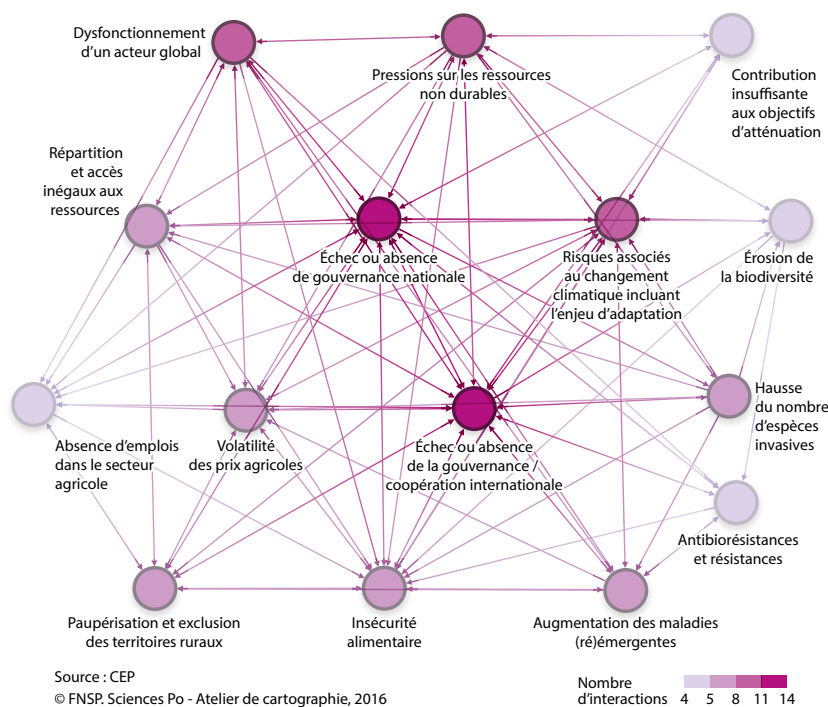 Dysfonctionnement
d'un acteur global
Pressions sur les ressources
non durables
Contribution
insuffisante
aux objectifs
d'atténuation
Répartition
et accès
inégaux aux
ressources
Échec ou absence
de gouvernance nationale
Risques associés
au changement
climatique incluant
l'enjeu d'adaptation
Érosion de
la biodiversité
Absence d'emplois
dans le secteur
agricole
Volatilité
des prix agricoles
Échec ou absence
de la gouvernance /
coopération internationale
Hausse
du nombre
d'espèces
invasives
Antibiorésistances
et résistances
Paupérisation et exclusion
des territoires ruraux
Insécurité
alimentaire
Augmentation des maladies
(ré)émergentes
Source : CEP
© FNSP. Sciences Po - Atelier de cartographie, 2016
Nombre
d'interactions
4 5 8 11 14